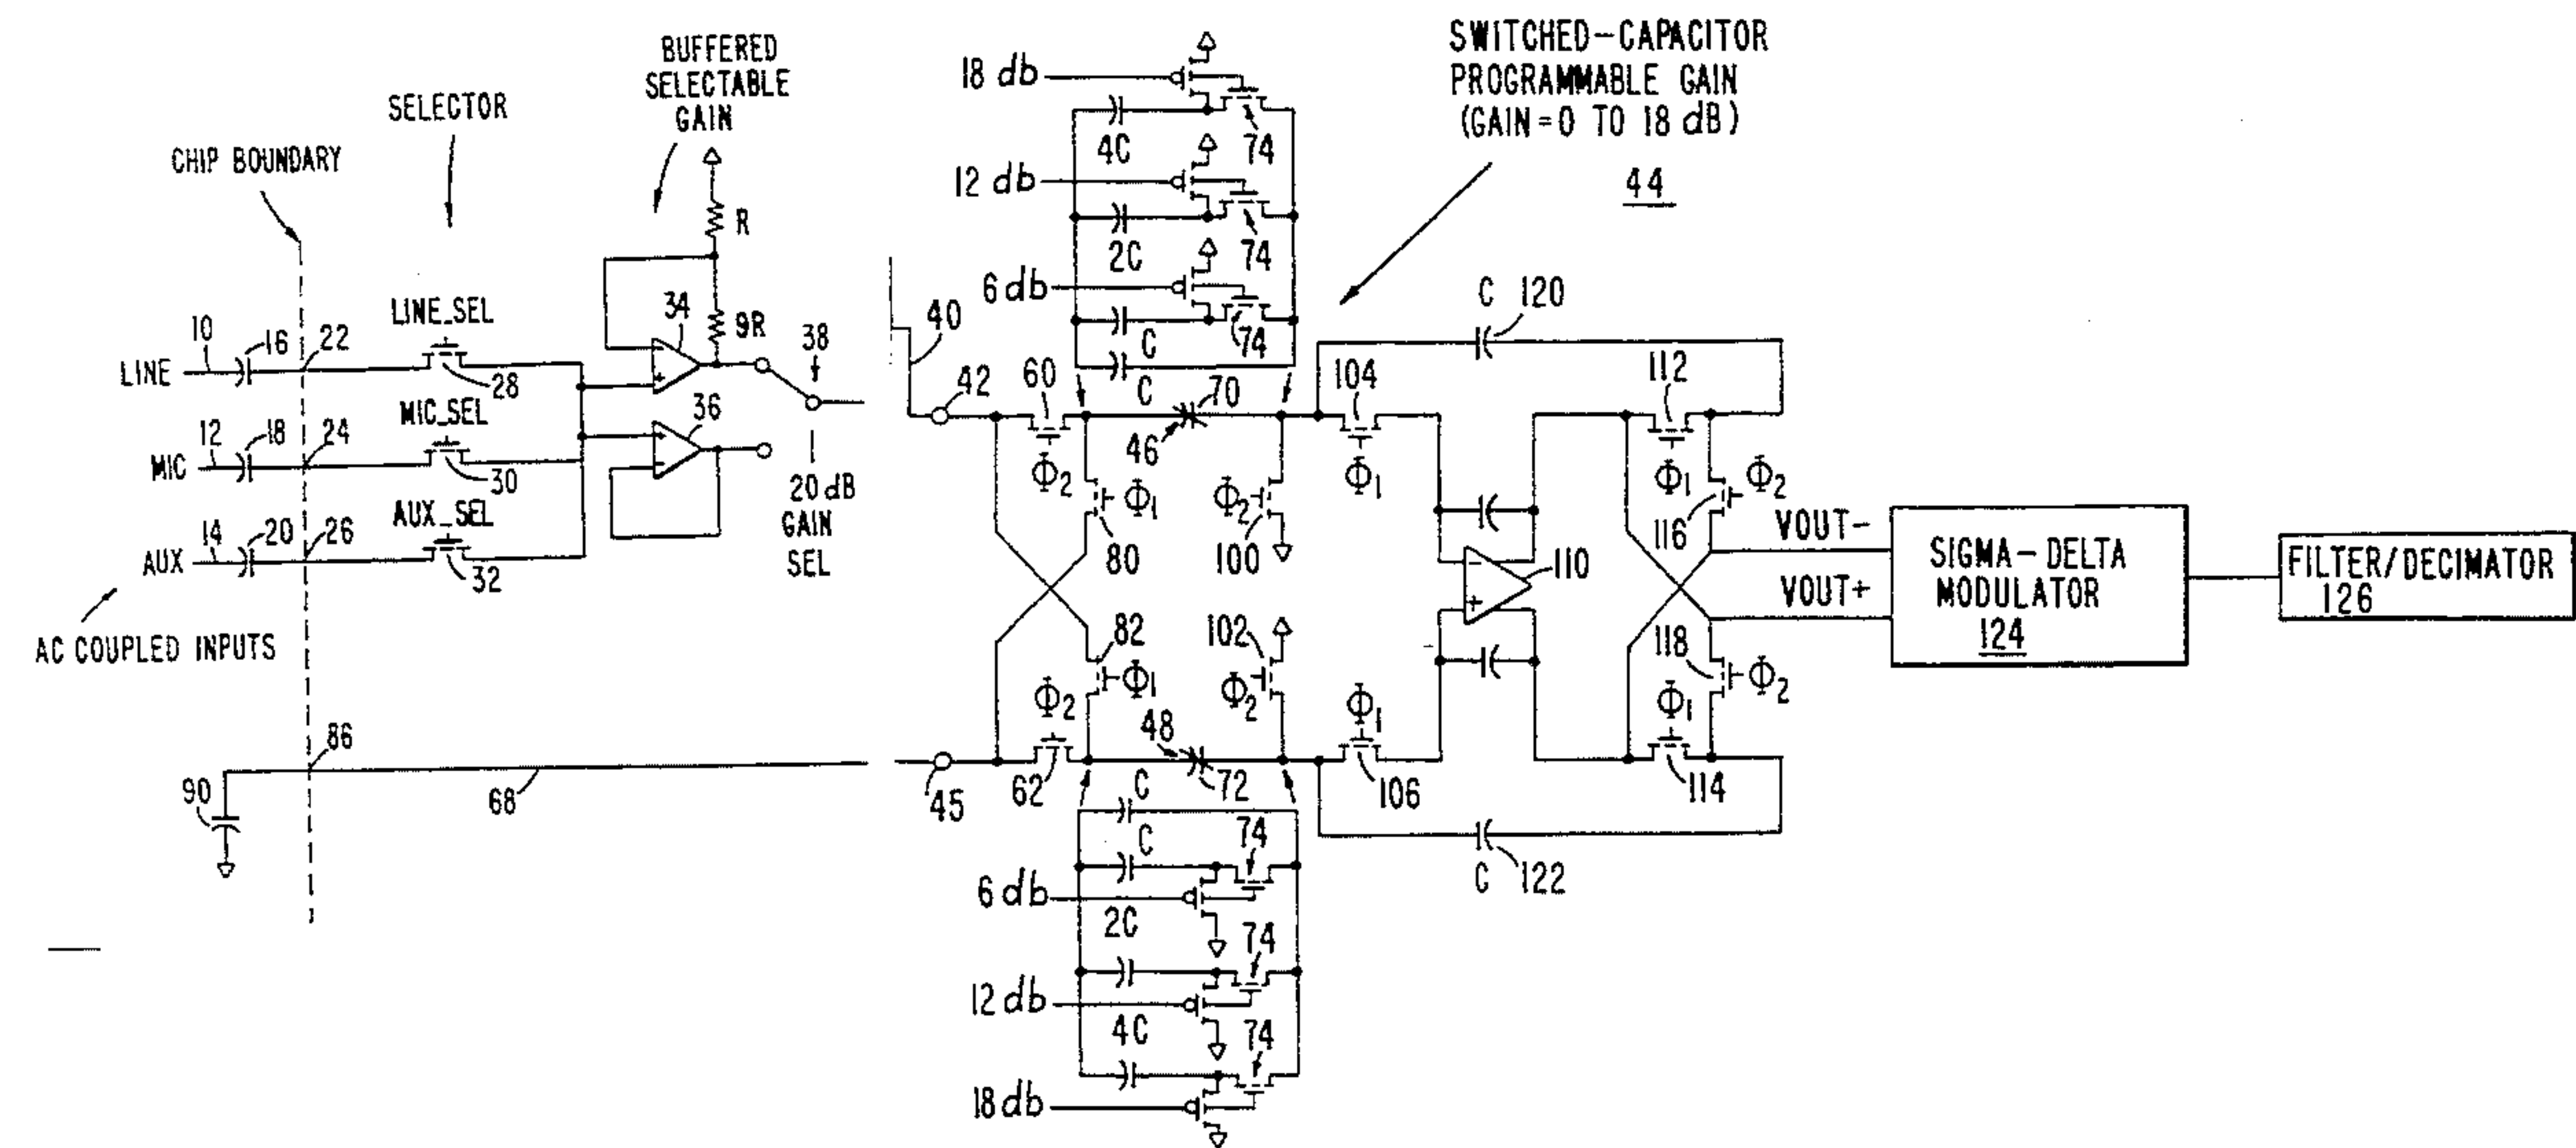 SWITCHED-CAPACITOR
PROGRAMMABLE GAIN
(GAIN = 0 TO 18 dB)
44
BUFFERED
SELECTABLE
GAIN
SELECTOR
CHIP BOUNDARY
R
9R
34
36
38
20 dB
GAIN
SEL
LINE
10
16
22
LINE_SEL
28
MIC
12
18
24
MIC_SEL
30
AUX
14
20
26
AUX_SEL
32
AC COUPLED INPUTS
86
90
68
18 db
4C
74
12 db
2C
74
6 db
C
74
C
40
42
60
Φ2
70
46
104
Φ1
C 120
112
Φ1
Φ2
116
Φ1
80
Φ2
100
110
VOUT-
VOUT+
SIGMA-DELTA
MODULATOR
124
FILTER/DECIMATOR
126
82
Φ1
102
Φ2
118
Φ2
Φ2
48
Φ1
Φ1
45
62
72
106
114
C
C
74
6 db
2C
74
12 db
4C
74
18 db
C 122